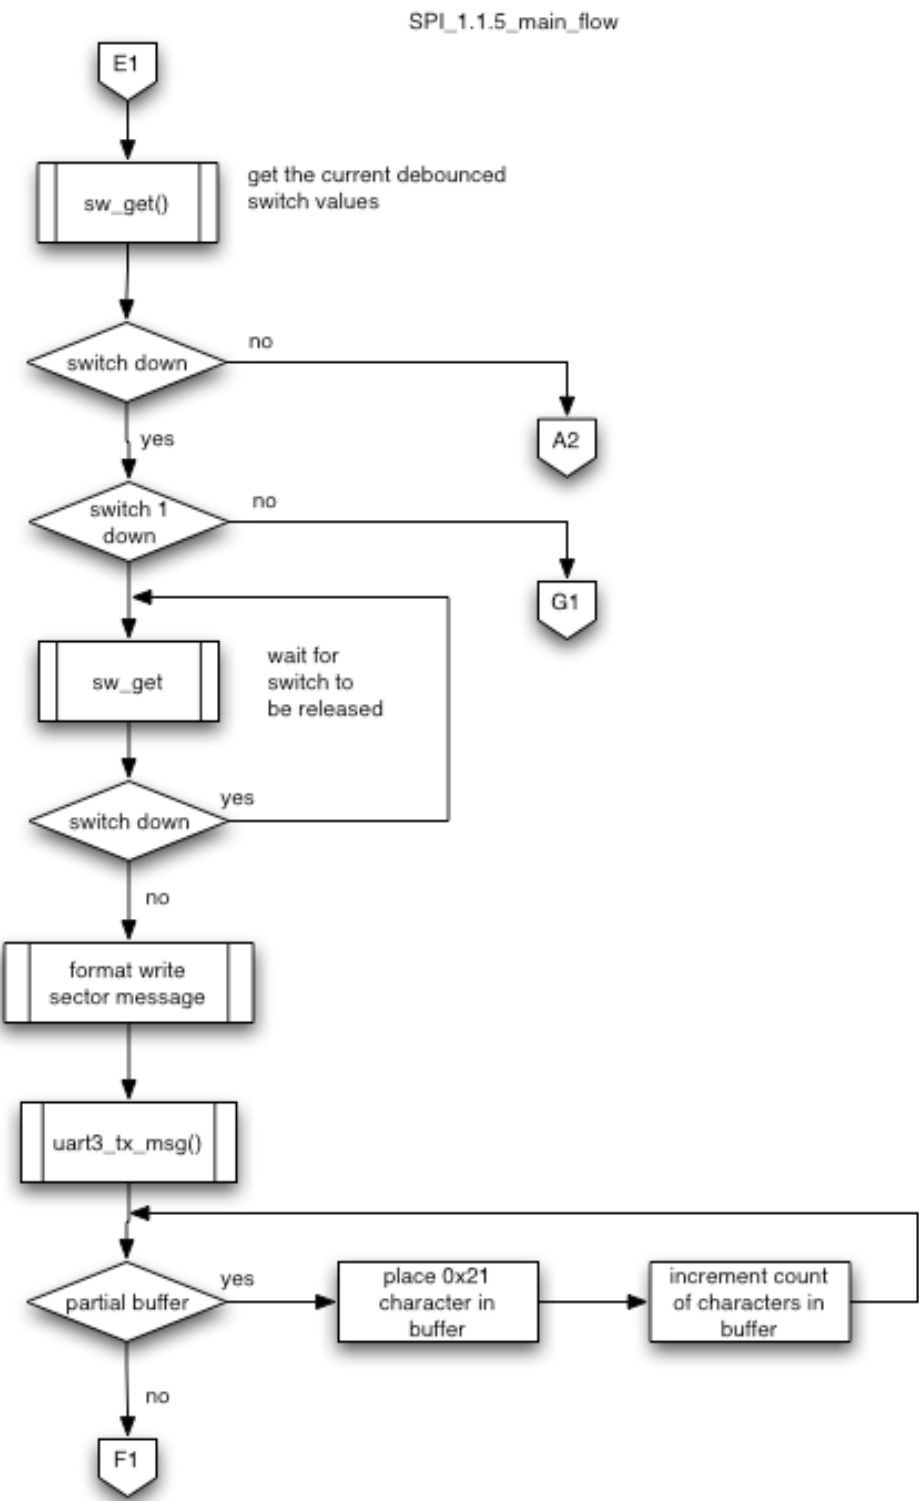 SPI_1.1.5_main_flow
E1
sw_get()
get the current debounced
switch values
switch down
no
A2
yes
switch 1
down
no
G1
sw_get
wait for
switch to
be released
switch down
yes
no
format write
sector message
uart3_tx_msg()
partial buffer
yes
place 0x21
character in
buffer
increment count
of characters in
buffer
no
F1